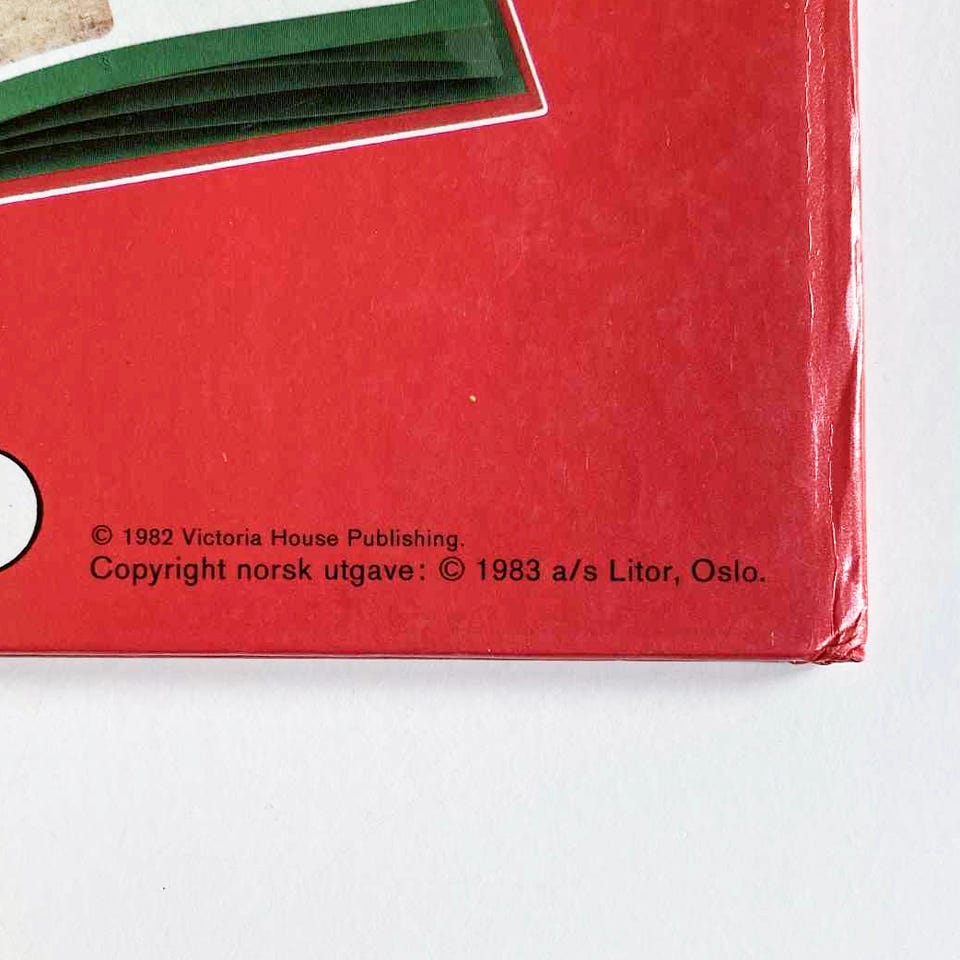 © 1982 Victoria House Publishing.
Copyright norsk utgave: © 1983 a/s Litor, Oslo.